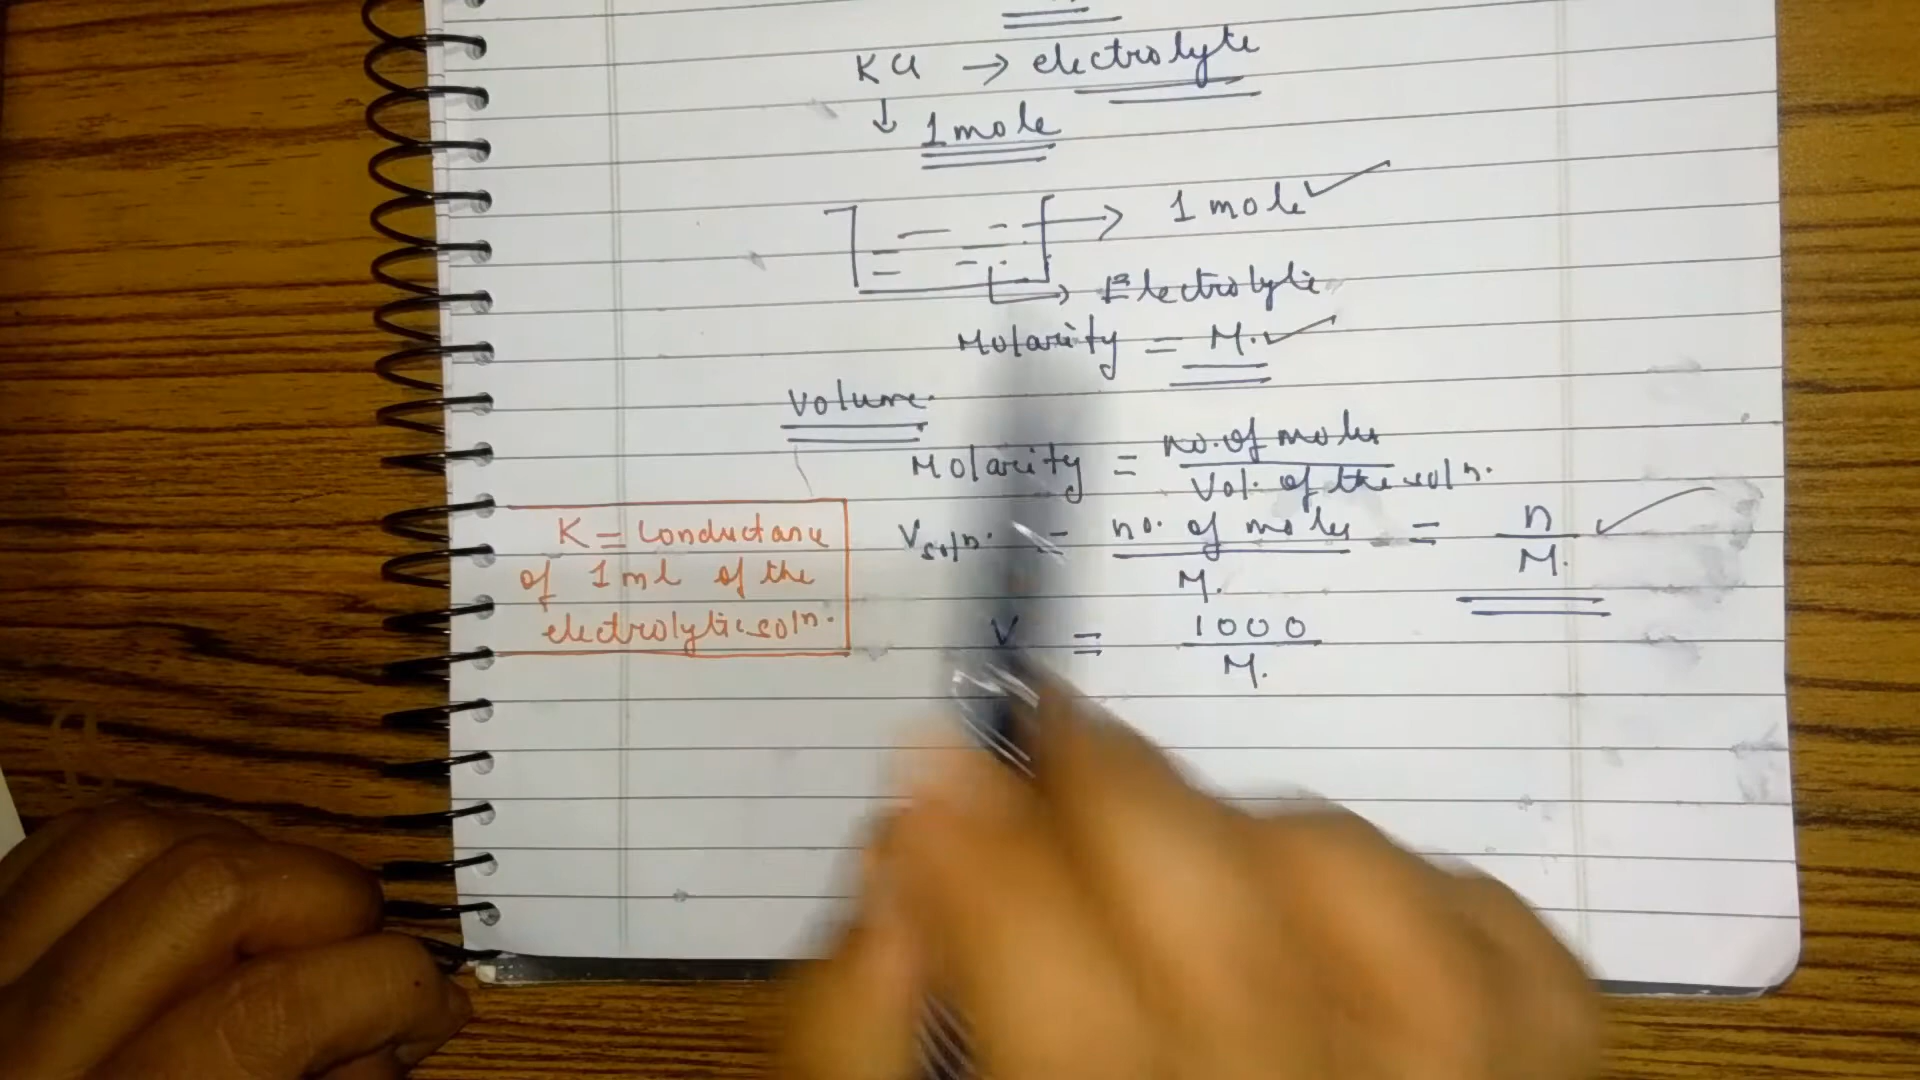 KCl → electrolyte
↓ 1 mole
→ 1 mole ✓
→ Electrolytic
Molarity = M. ✓
Volume.
Molarity = no. of moles / Vol. of the soln.
Vsoln. = no. of moles / M. = n / M.
K = Conductance
of 1 ml of the
electrolytic soln.
V = 1000 / M.